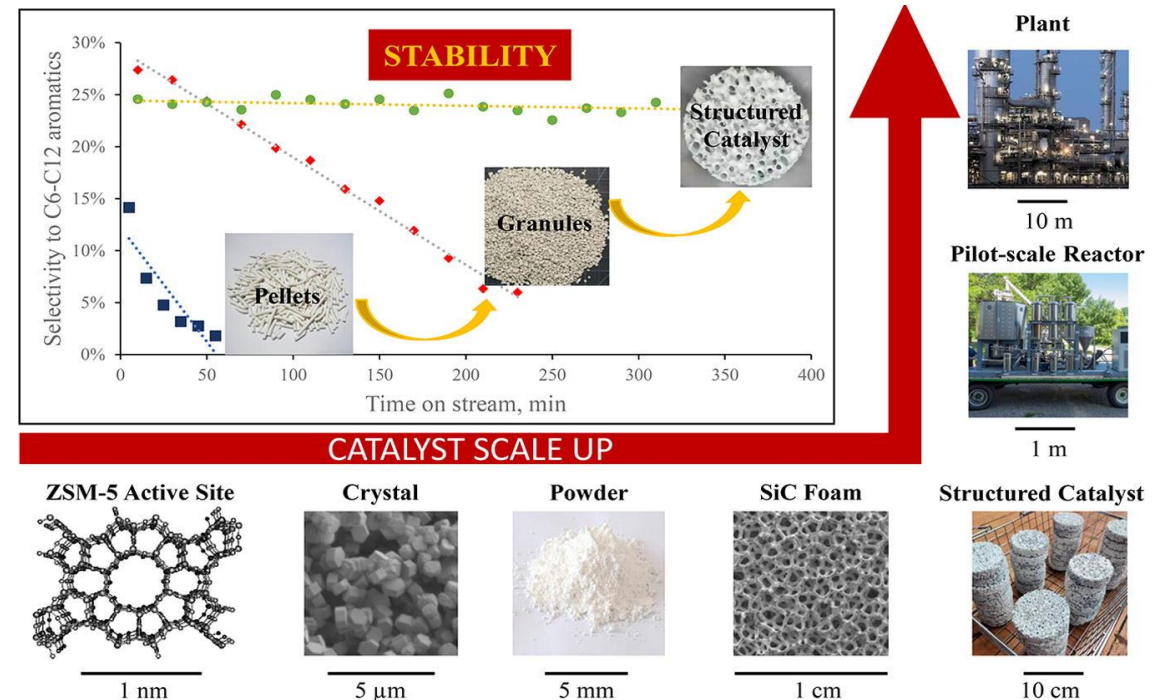 STABILITY
Selectivity to C6-C12 aromatics
30%
25%
20%
15%
10%
5%
0%
Structured
Catalyst
Granules
Pellets
0 50 100 150 200 250 300 350 400
Time on stream, min
CATALYST SCALE UP
Plant
10 m
Pilot-scale Reactor
1 m
ZSM-5 Active Site
1 nm
Crystal
5 μm
Powder
5 mm
SiC Foam
1 cm
Structured Catalyst
10 cm